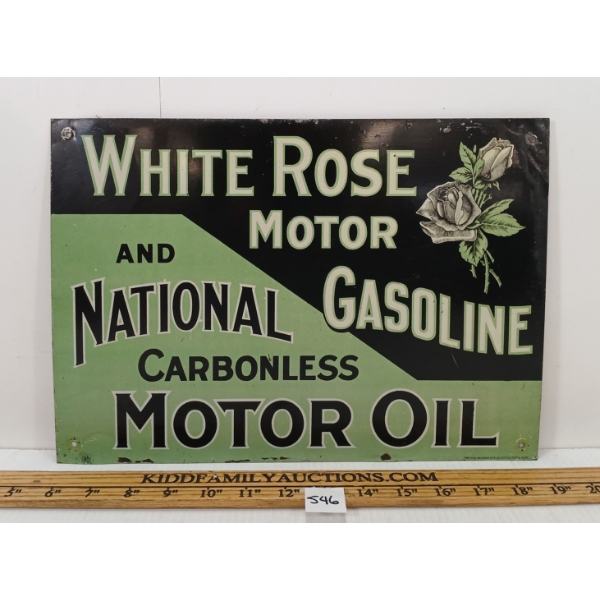 WHITE ROSE
MOTOR
GASOLINE
AND
NATIONAL
CARBONLESS
MOTOR OIL
KIDDFAMILYAUCTIONS.COM
5" 6" 7" 8" 9" 10" 11" 12" 14" 15" 16" 17" 18" 19" 20
546